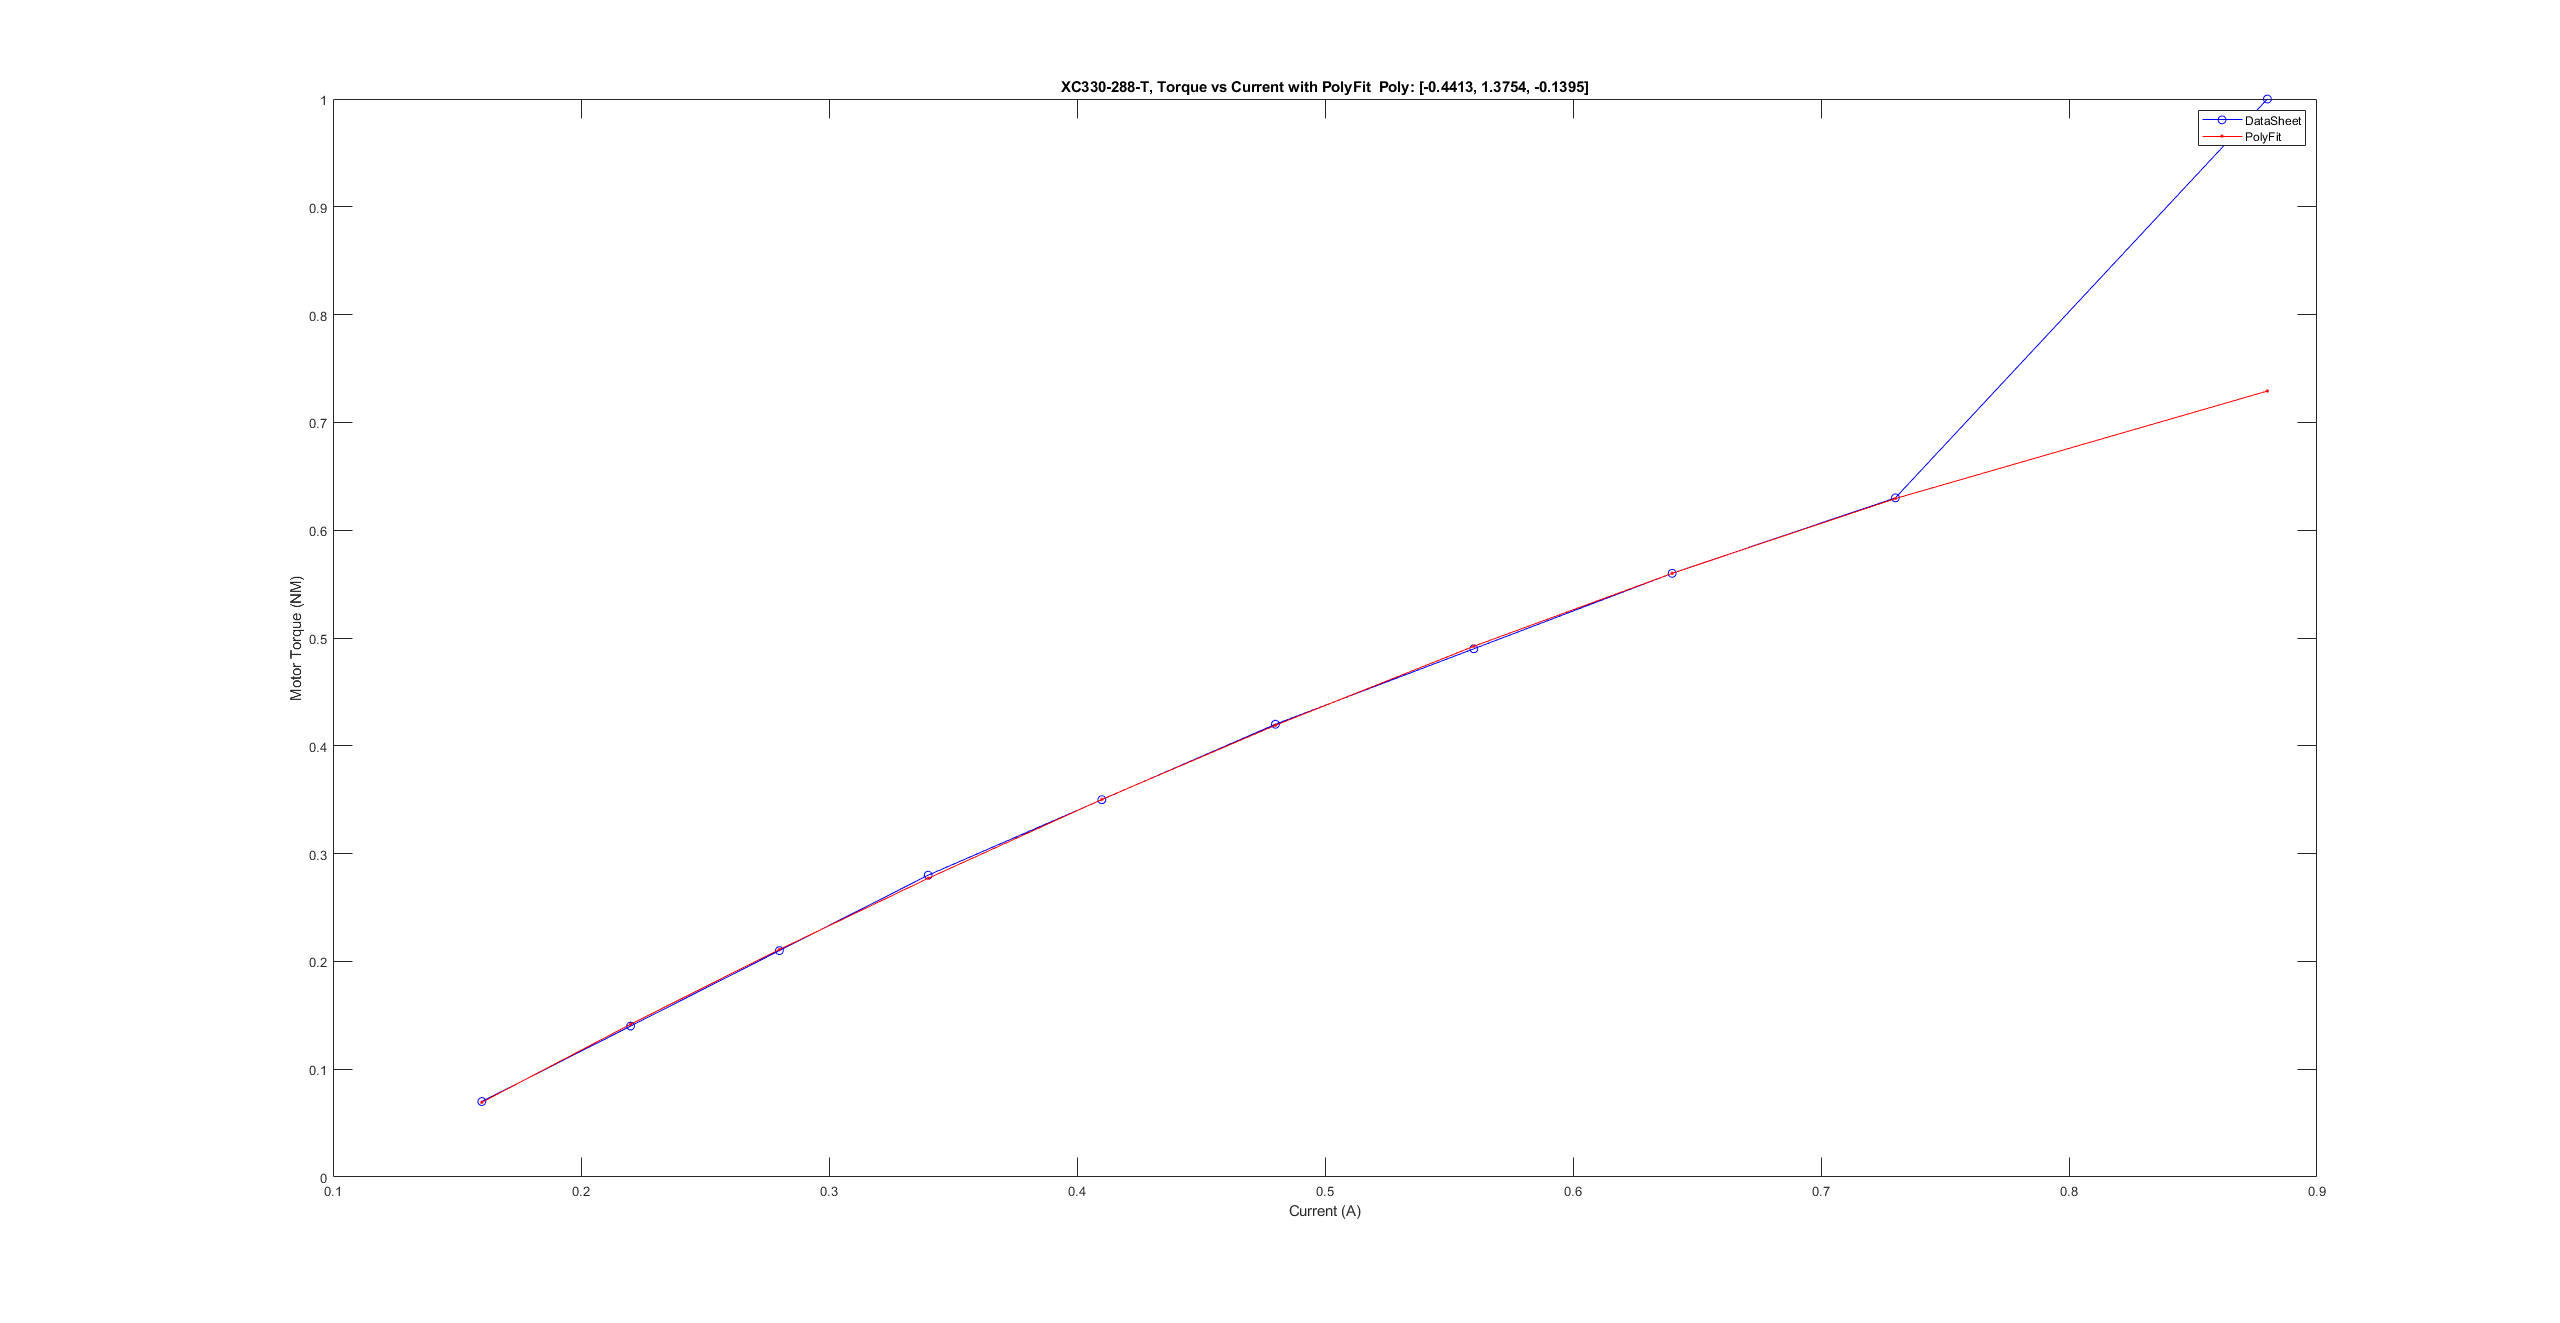 XC330-288-T, Torque vs Current with PolyFit  Poly: [-0.4413, 1.3754, -0.1395]
DataSheet
PolyFit
1
0.9
0.8
0.7
0.6
0.5
0.4
0.3
0.2
0.1
0
Motor Torque (NM)
0.1 0.2 0.3 0.4 0.5 0.6 0.7 0.8 0.9
Current (A)